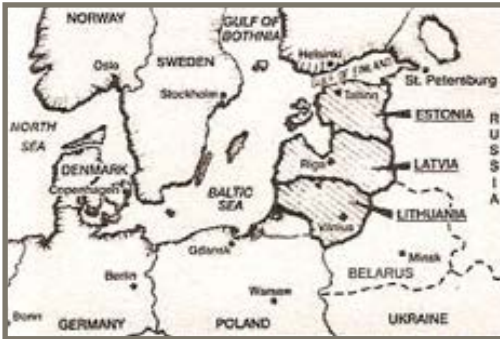 NORWAY
GULF OF
BOTHNIA
SWEDEN
Helsinki
Oslo
GULF OF FINLAND
St. Petersburg
Stockholm
Tallinn
ESTONIA
NORTH
SEA
RUSSIA
DENMARK
Riga
LATVIA
Copenhagen
BALTIC
SEA
LITHUANIA
Vilnius
Gdansk
Minsk
BELARUS
Berlin
Warsaw
Bonn
GERMANY
POLAND
UKRAINE